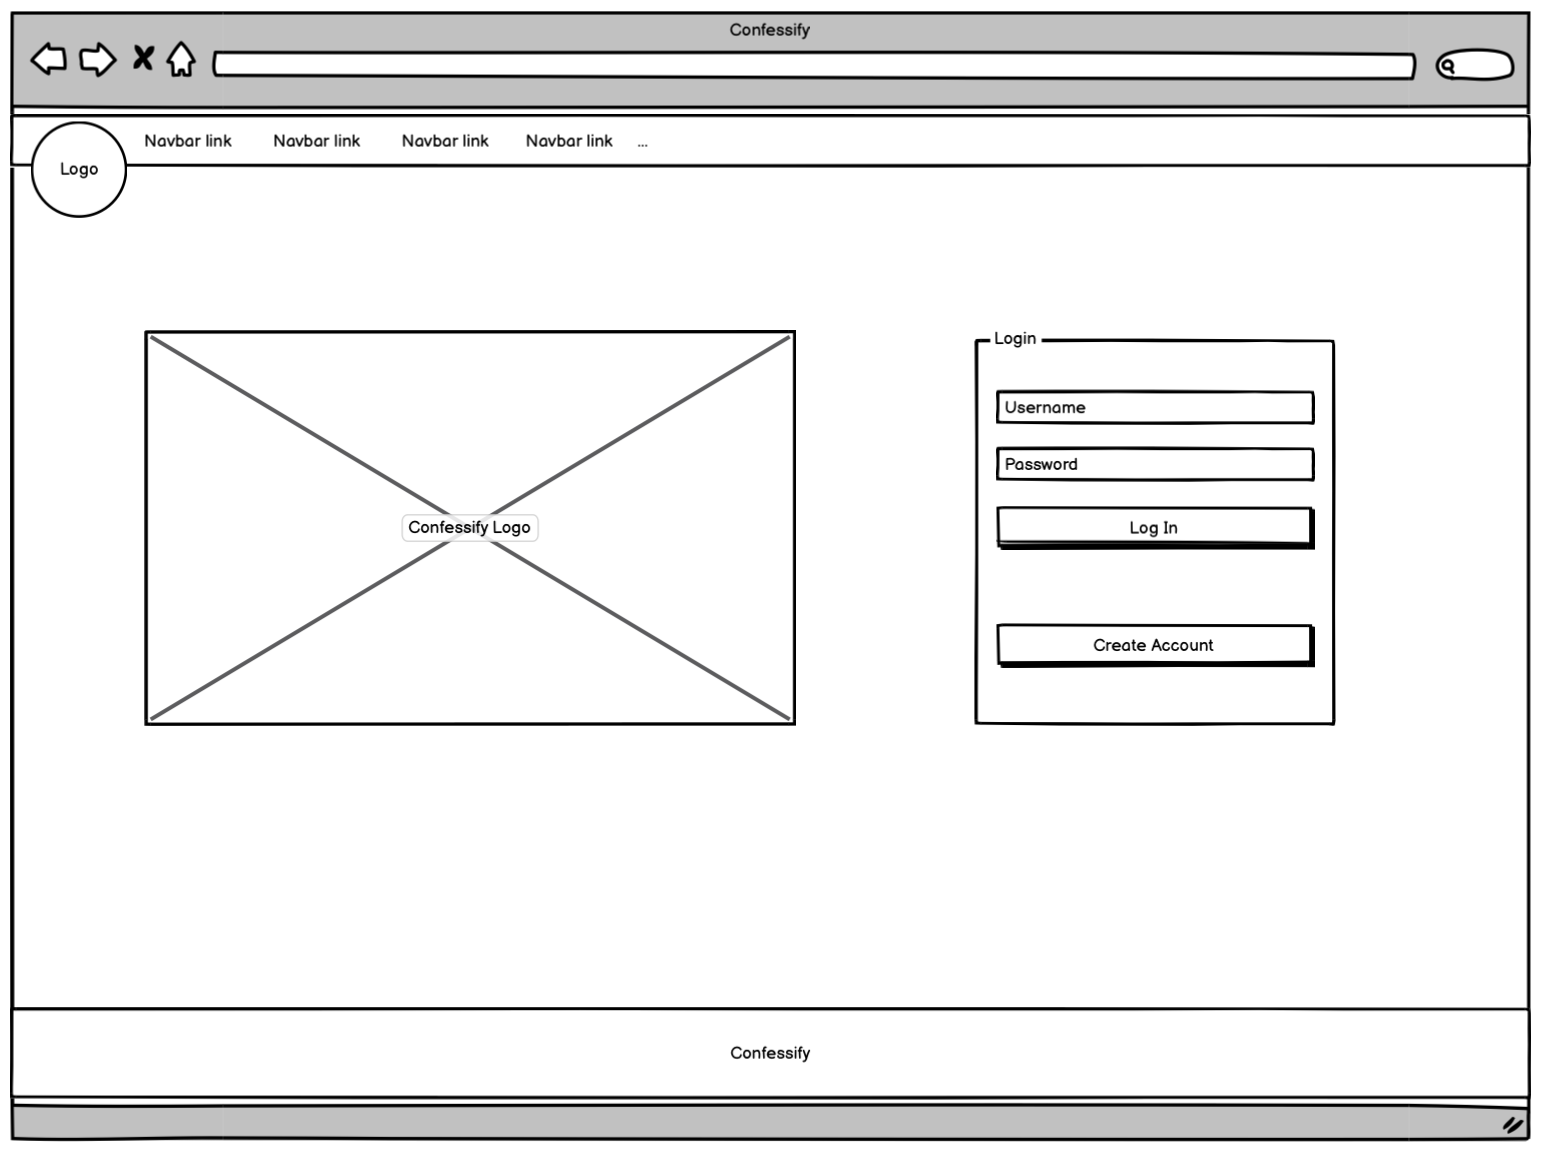 Confessify
Navbar link
Navbar link
Navbar link
Navbar link
...
Logo
Confessify Logo
Login
Username
Password
Log In
Create Account
Confessify